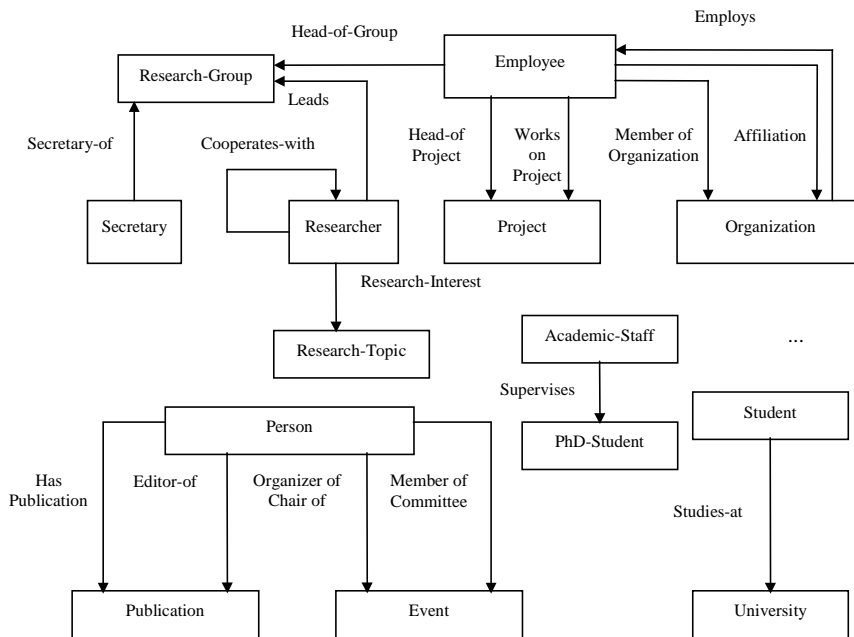 Employs
Head-of-Group
Research-Group
Employee
Leads
Secretary-of
Cooperates-with
Head-of
Project
Works
on
Project
Member of
Organization
Affiliation
Secretary
Researcher
Project
Organization
Research-Interest
Research-Topic
Academic-Staff
...
Supervises
Student
Person
PhD-Student
Has
Publication
Editor-of
Organizer of
Chair of
Member of
Committee
Studies-at
Publication
Event
University